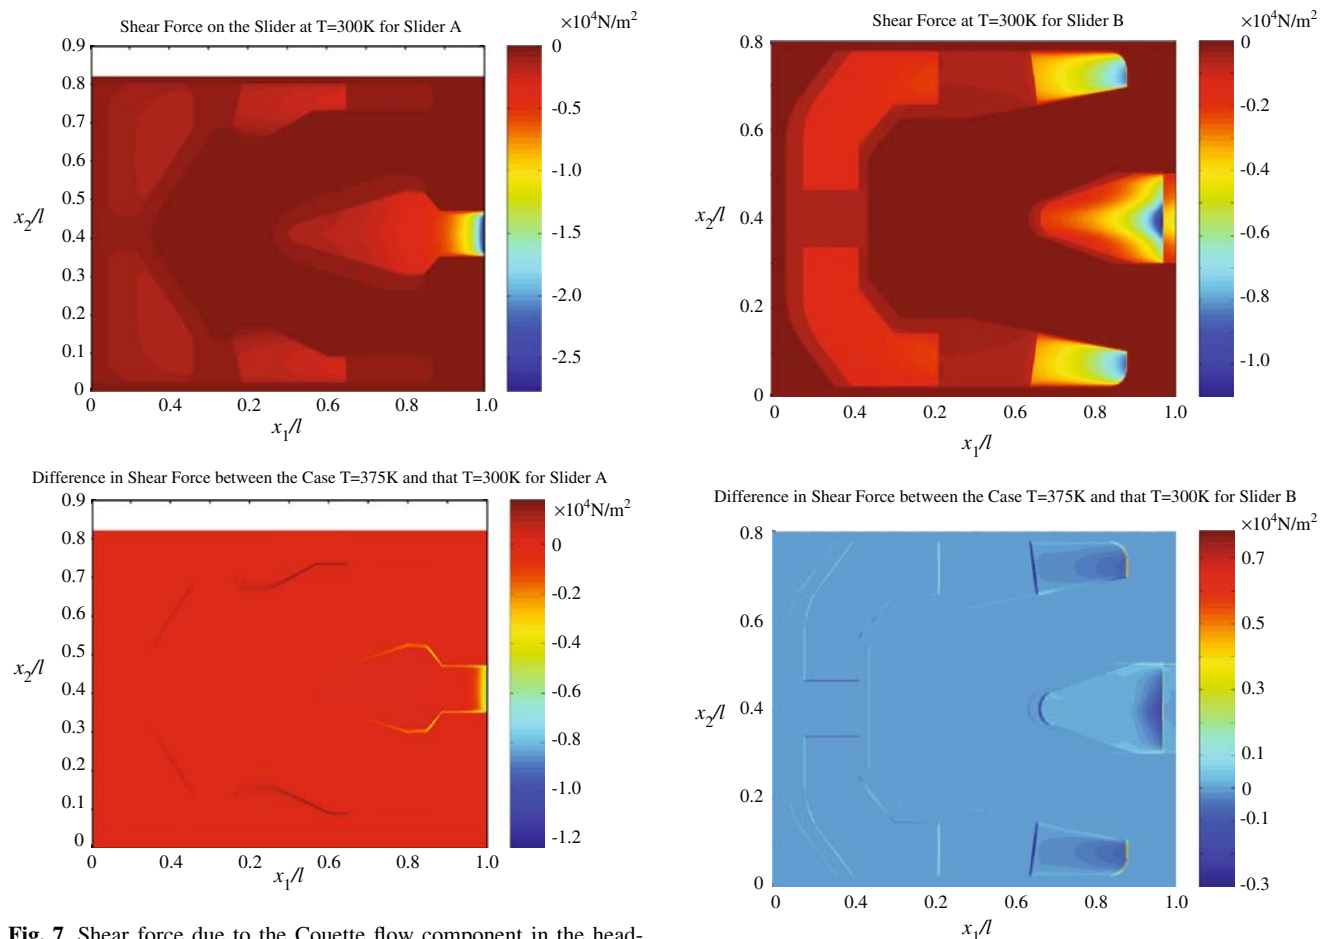 Shear Force on the Slider at T=300K for Slider A
×10⁴N/m²
0.9
0.8
0.7
0.6
0.5
0.4
0.3
0.2
0.1
0
x₂/l
0 0.4 0.2 0.6 0.8 1.0
x₁/l
0
-0.5
-1.0
-1.5
-2.0
-2.5
Difference in Shear Force between the Case T=375K and that T=300K for Slider A
×10⁴N/m²
0.9
0.8
0.7
0.6
0.5
0.4
0.3
0.2
0.1
0
x₂/l
0 0.4 0.2 0.6 0.8 1.0
x₁/l
0
-0.2
-0.4
-0.6
-0.8
-1.0
-1.2
Fig. 7 Shear force due to the Couette flow component in the head-
Shear Force at T=300K for Slider B
×10⁴N/m²
0.8
0.6
0.4
0.2
0
x₂/l
0 0.4 0.2 0.6 0.8 1.0
x₁/l
0
-0.2
-0.4
-0.6
-0.8
-1.0
Difference in Shear Force between the Case T=375K and that T=300K for Slider B
×10⁴N/m²
0.8
0.6
0.4
0.2
0
x₂/l
0 0.4 0.2 0.6 0.8 1.0
x₁/l
0.7
0.5
0.3
0.1
0
-0.1
-0.3